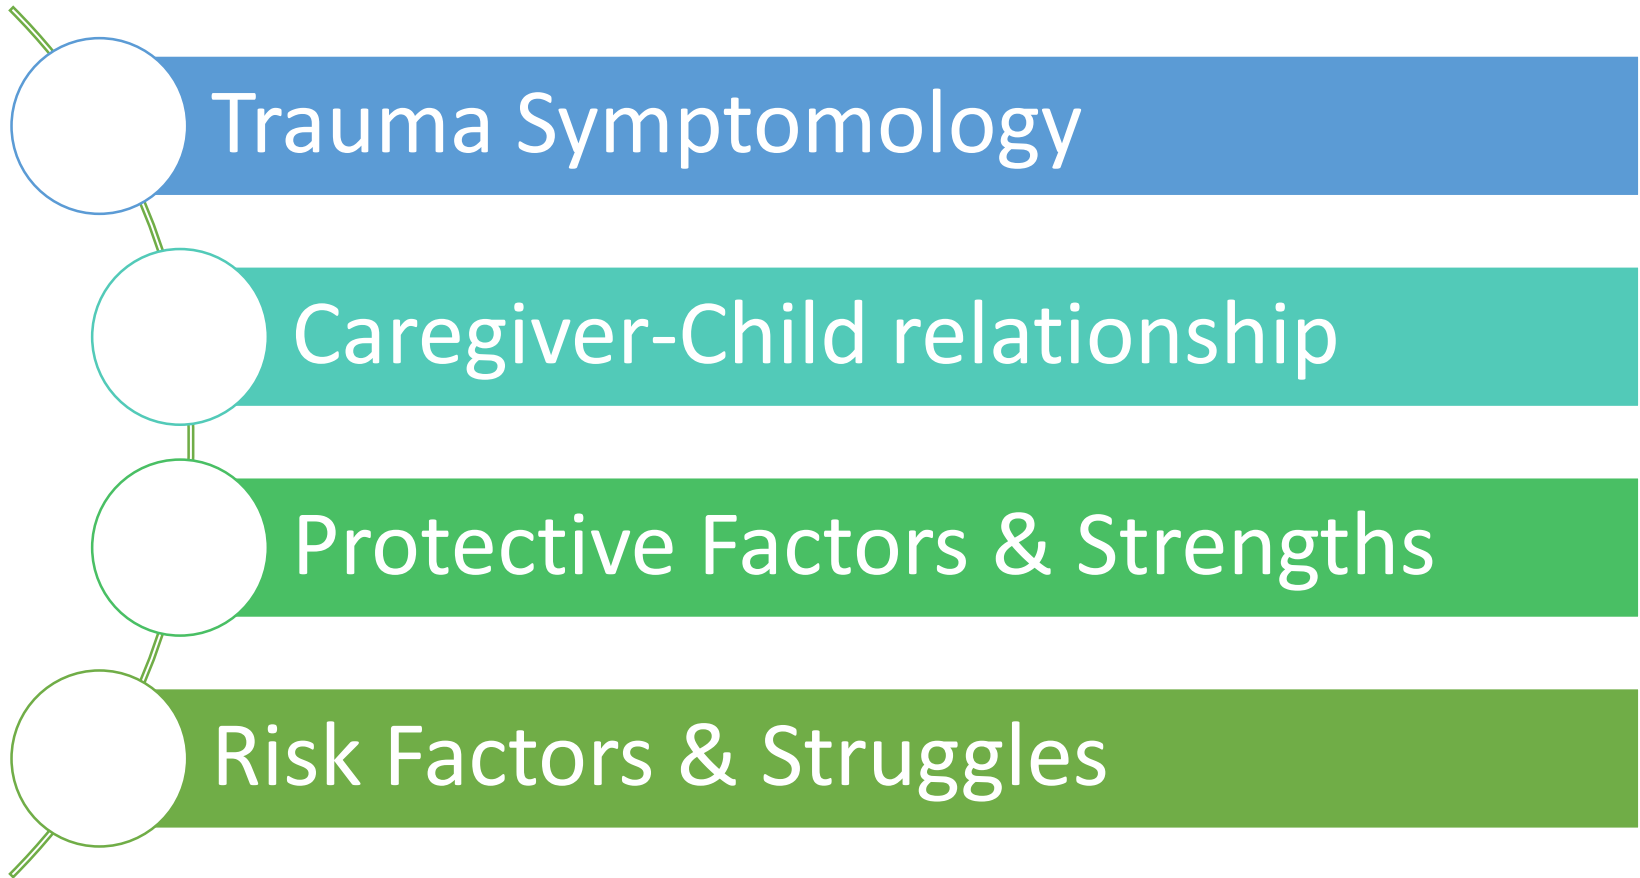 Trauma Symptomology
Caregiver-Child relationship
Protective Factors & Strengths
Risk Factors & Struggles